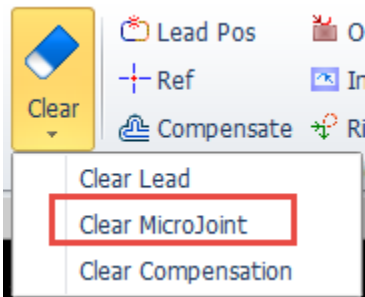 Lead Pos
Ref
Clear
Compensate
Clear Lead
Clear MicroJoint
Clear Compensation